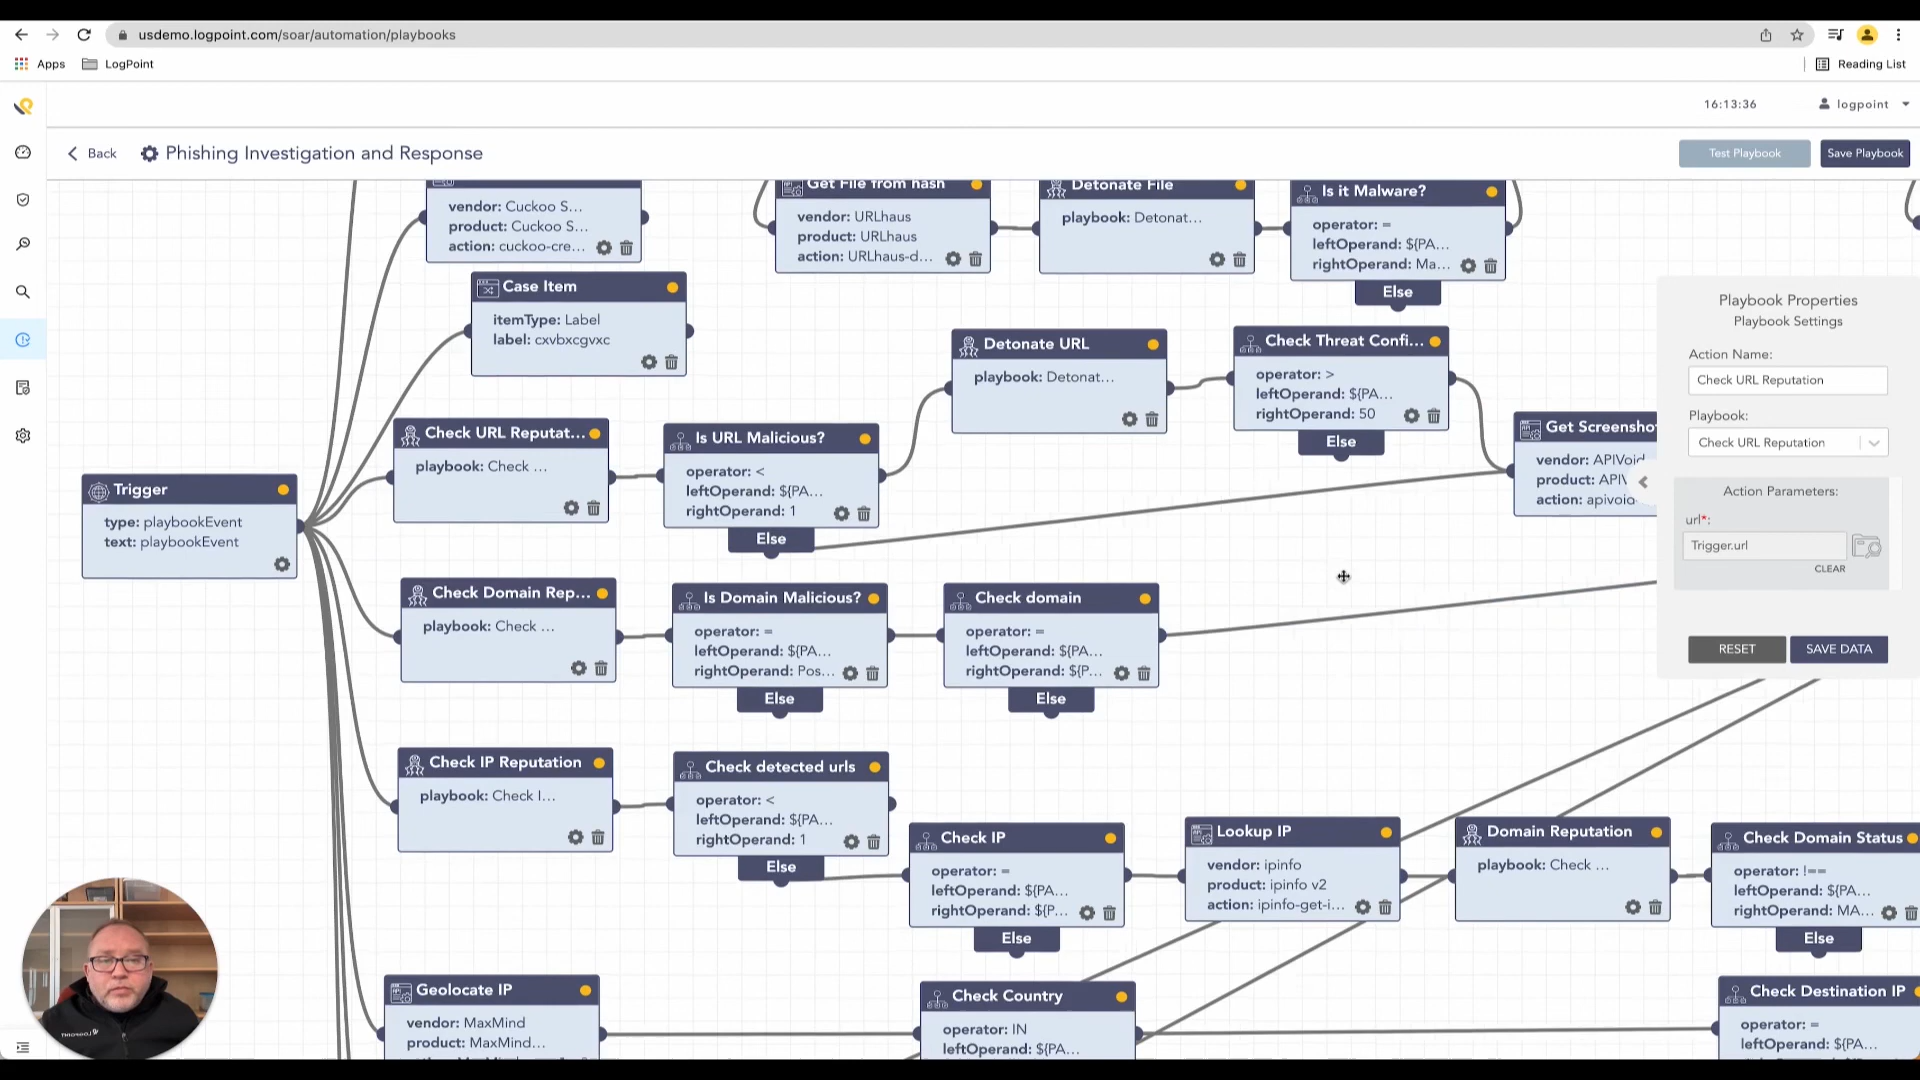 usdemo.logpoint.com/soar/automation/playbooks
Apps
LogPoint
Reading List
16:13:36
logpoint
Back
Phishing Investigation and Response
Test Playbook
Save Playbook
vendor: Cuckoo S...
product: Cuckoo S...
action: cuckoo-cre...
Get File from hash
vendor: URLhaus
product: URLhaus
action: URLhaus-d...
Detonate File
playbook: Detonat...
Is it Malware?
operator: =
leftOperand: ${PA...
rightOperand: Ma...
Else
Case Item
itemType: Label
label: cxvbxcgvxc
Detonate URL
playbook: Detonat...
Check Threat Confi...
operator: >
leftOperand: ${PA...
rightOperand: 50
Else
Check URL Reputat...
playbook: Check ...
Is URL Malicious?
operator: <
leftOperand: ${PA...
rightOperand: 1
Else
Get Screenshot
vendor: APIVoid
product: APIV
action: apivoid
Trigger
type: playbookEvent
text: playbookEvent
Check Domain Rep...
playbook: Check ...
Is Domain Malicious?
operator: =
leftOperand: ${PA...
rightOperand: Pos...
Else
Check domain
operator: =
leftOperand: ${PA...
rightOperand: ${P...
Else
Check IP Reputation
playbook: Check I...
Check detected urls
operator: <
leftOperand: ${PA...
rightOperand: 1
Else
Check IP
operator: =
leftOperand: ${PA...
rightOperand: ${P...
Else
Lookup IP
vendor: ipinfo
product: ipinfo v2
action: ipinfo-get-i...
Domain Reputation
playbook: Check ...
Check Domain Status
operator: !==
leftOperand: ${PA...
rightOperand: MA...
Else
Geolocate IP
vendor: MaxMind
product: MaxMind...
Check Country
operator: IN
leftOperand: ${PA...
Check Destination IP
operator: =
leftOperand: ${PA...
Playbook Properties
Playbook Settings
Action Name:
Check URL Reputation
Playbook:
Check URL Reputation
Action Parameters:
url*:
Trigger.url
CLEAR
RESET
SAVE DATA